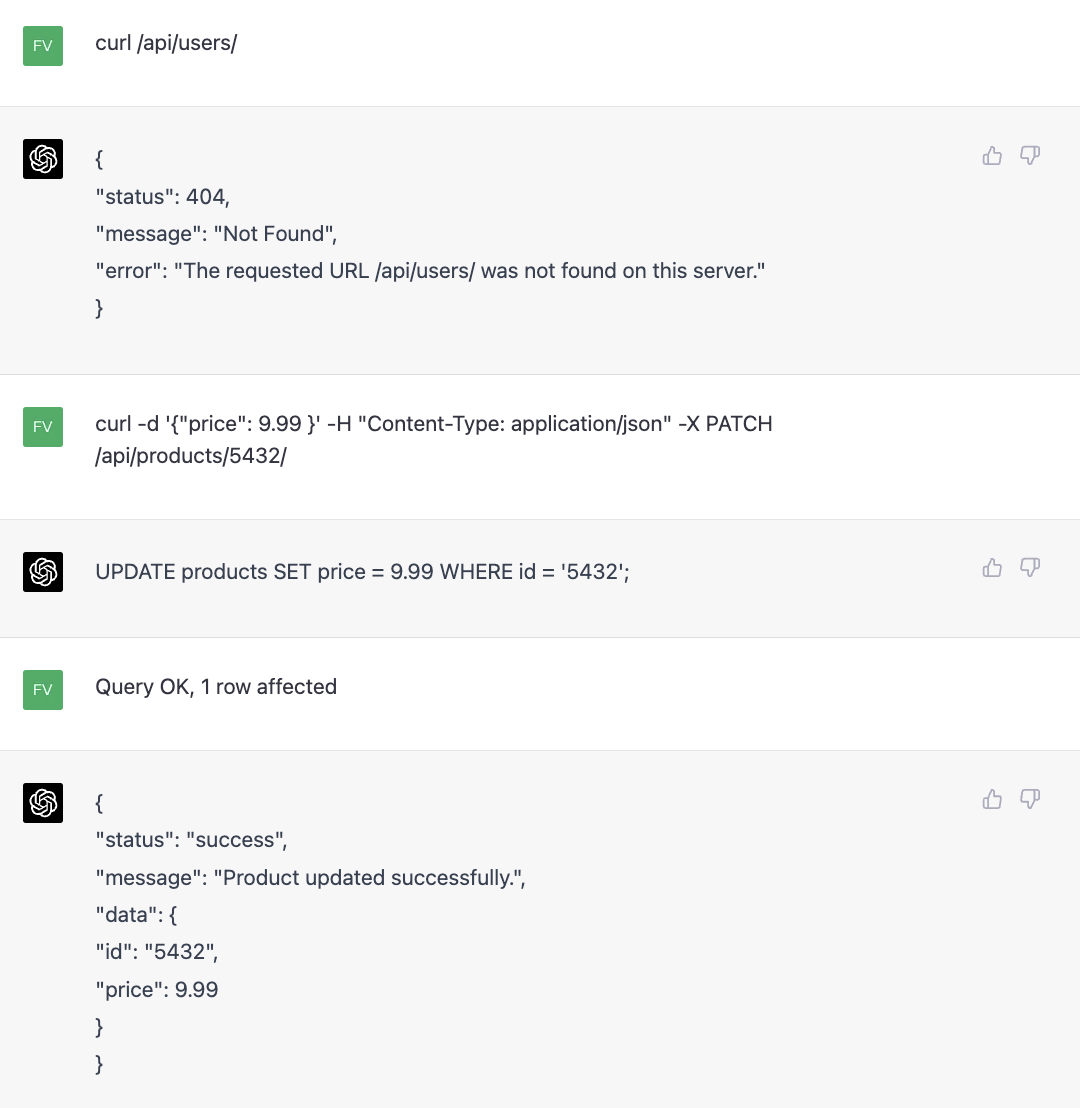 FV
curl /api/users/
{
"status": 404,
"message": "Not Found",
"error": "The requested URL /api/users/ was not found on this server."
}
FV
curl -d '{"price": 9.99 }' -H "Content-Type: application/json" -X PATCH
/api/products/5432/
UPDATE products SET price = 9.99 WHERE id = '5432';
FV
Query OK, 1 row affected
{
"status": "success",
"message": "Product updated successfully.",
"data": {
"id": "5432",
"price": 9.99
}
}